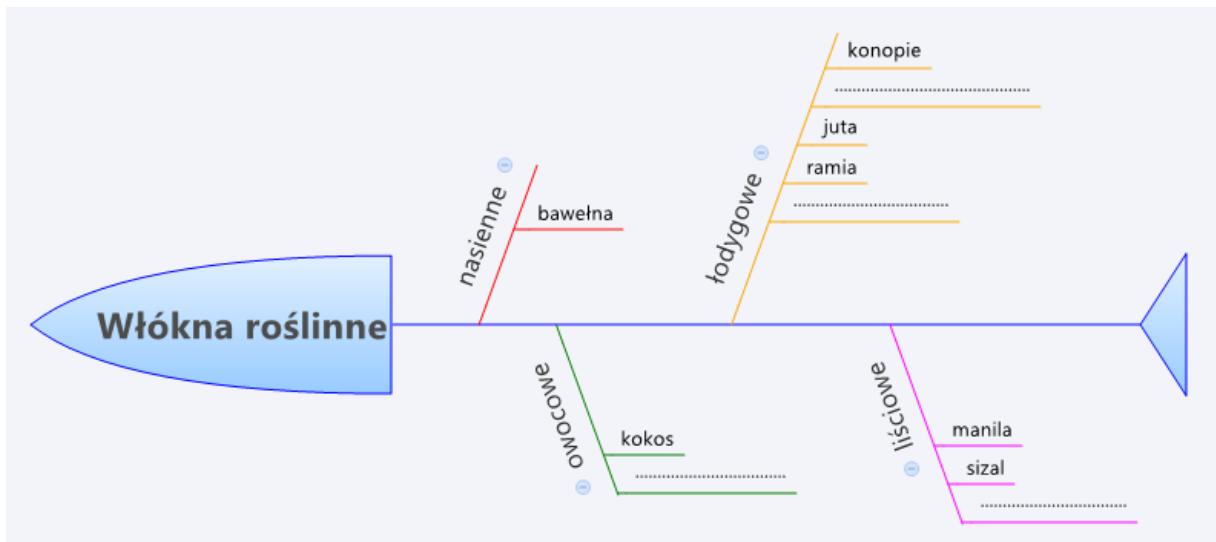 Włókna roślinne
nasienne
bawełna
łodygowe
konopie
................................................
juta
ramia
......................................
owocowe
kokos
.....................................
liściowe
manila
sizal
....................................